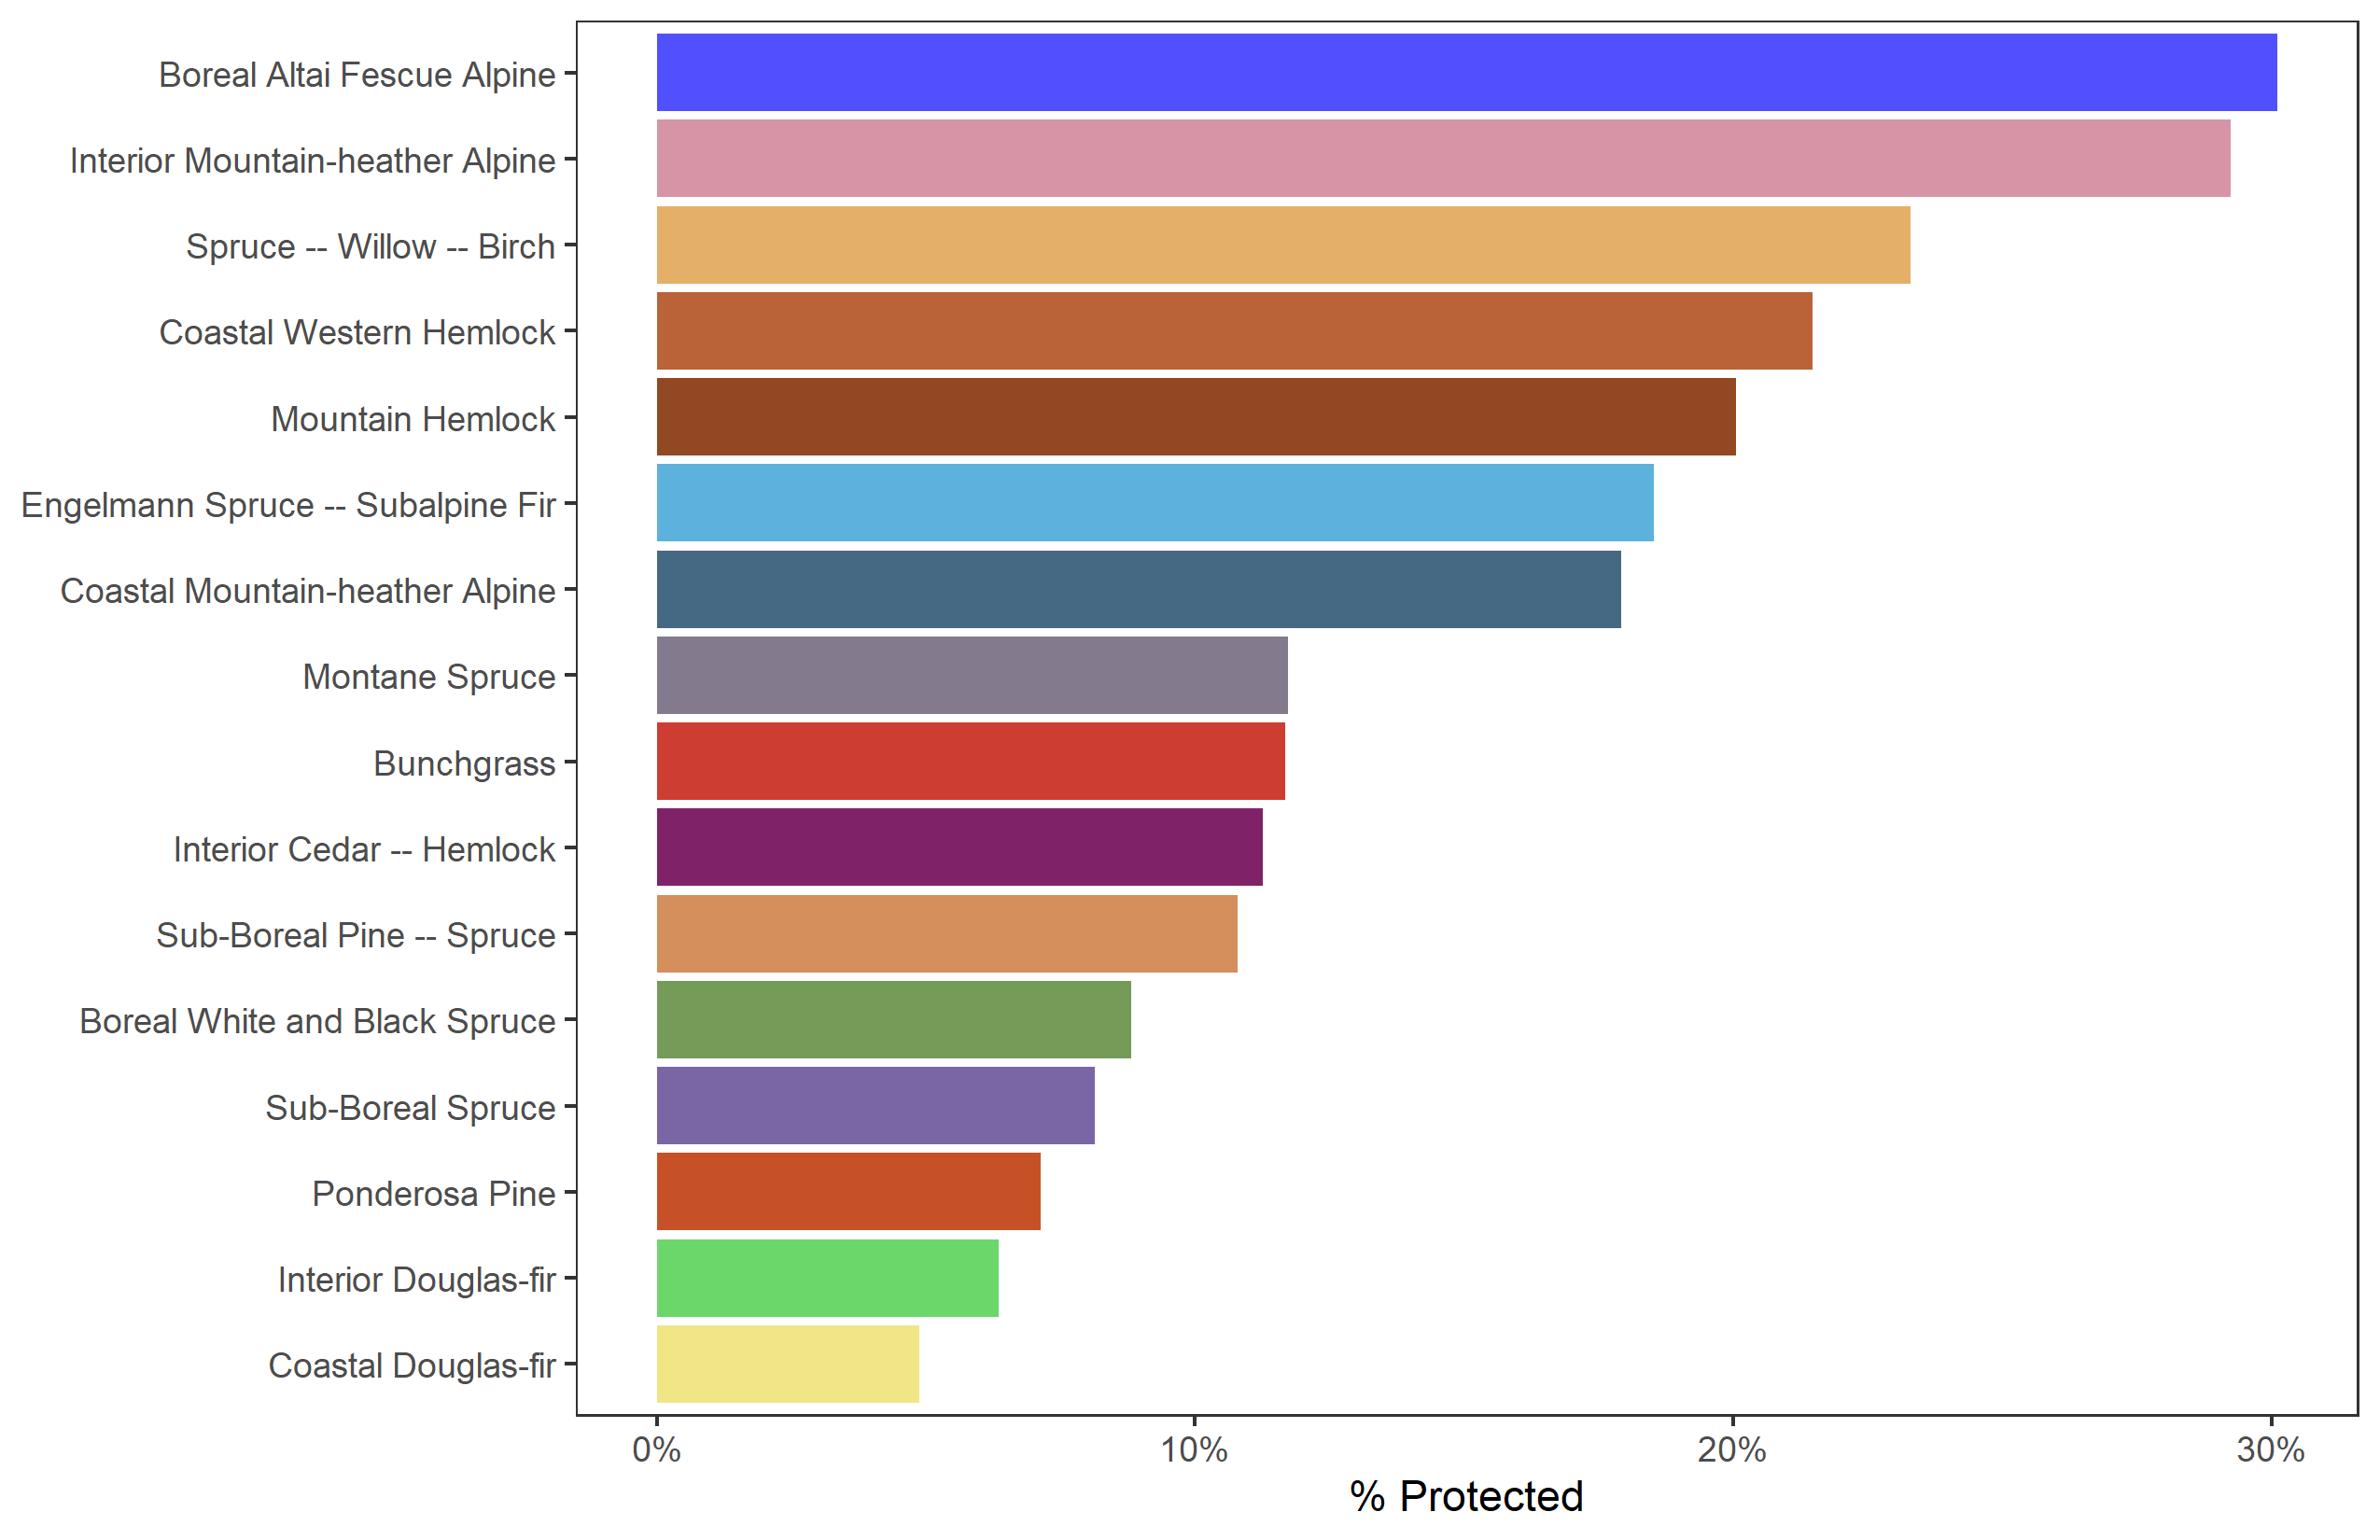 Boreal Altai Fescue Alpine
Interior Mountain-heather Alpine
Spruce -- Willow -- Birch
Coastal Western Hemlock
Mountain Hemlock
Engelmann Spruce -- Subalpine Fir
Coastal Mountain-heather Alpine
Montane Spruce
Bunchgrass
Interior Cedar -- Hemlock
Sub-Boreal Pine -- Spruce
Boreal White and Black Spruce
Sub-Boreal Spruce
Ponderosa Pine
Interior Douglas-fir
Coastal Douglas-fir
0% 10% 20% 30%
% Protected